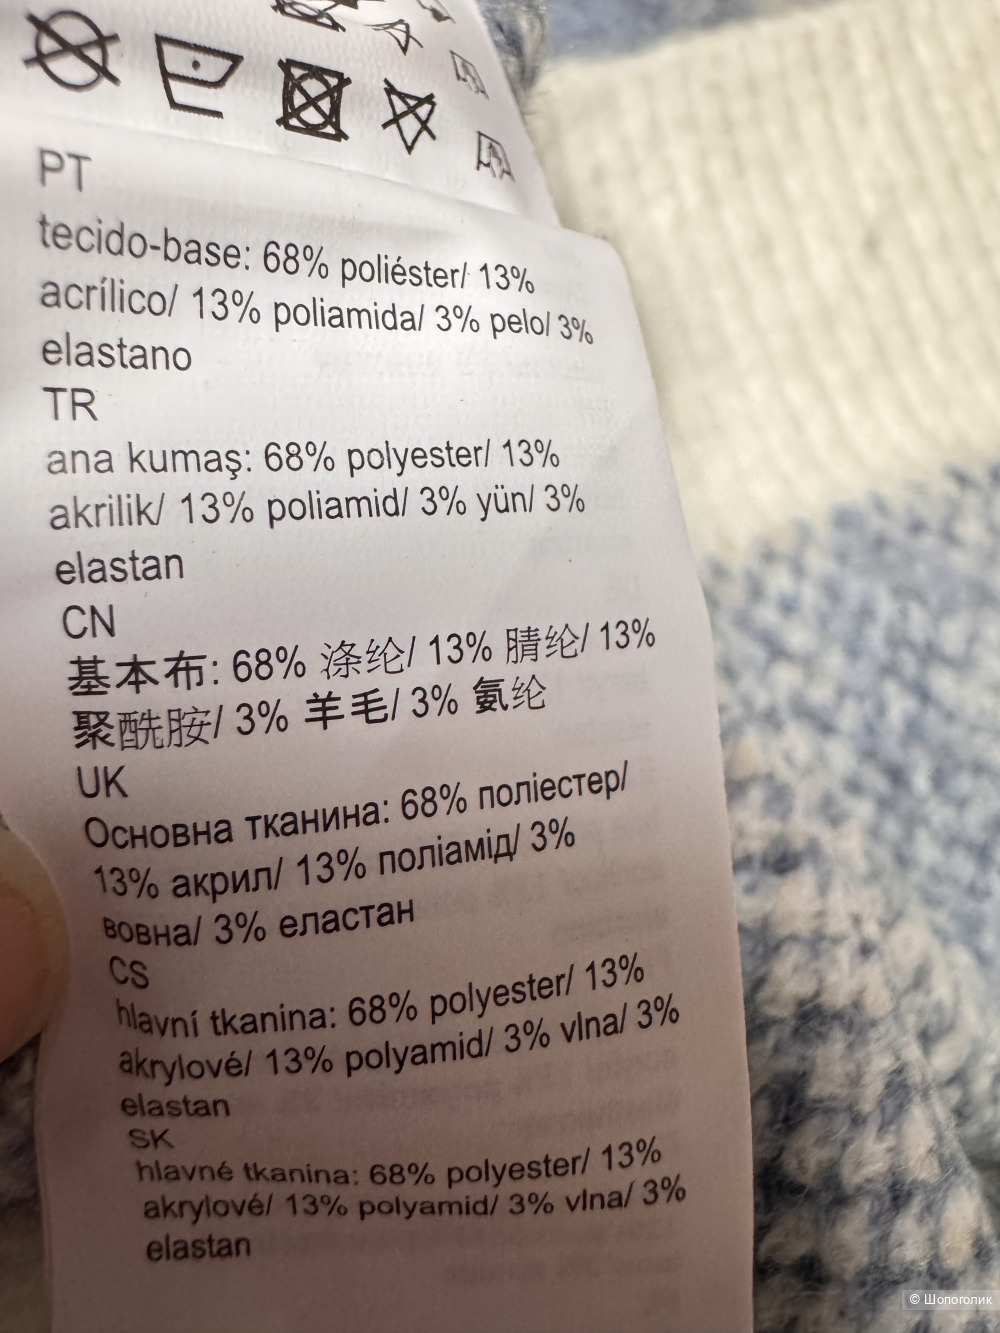 PT
tecido-base: 68% poliéster/ 13%
acrílico/ 13% poliamida/ 3% pelo/ 3%
elastano
TR
ana kumaş: 68% polyester/ 13%
akrilik/ 13% poliamid/ 3% yün/ 3%
elastan
CN
基本布: 68% 涤纶/ 13% 腈纶/ 13%
聚酰胺/ 3% 羊毛/ 3% 氨纶
UK
Основна тканина: 68% поліестер/
13% акрил/ 13% поліамід/ 3%
вовна/ 3% еластан
CS
hlavní tkanina: 68% polyester/ 13%
akrylové/ 13% polyamid/ 3% vlna/ 3%
elastan
SK
hlavné tkanina: 68% polyester/ 13%
akrylové/ 13% polyamid/ 3% vlna/ 3%
elastan
© Шопоголик